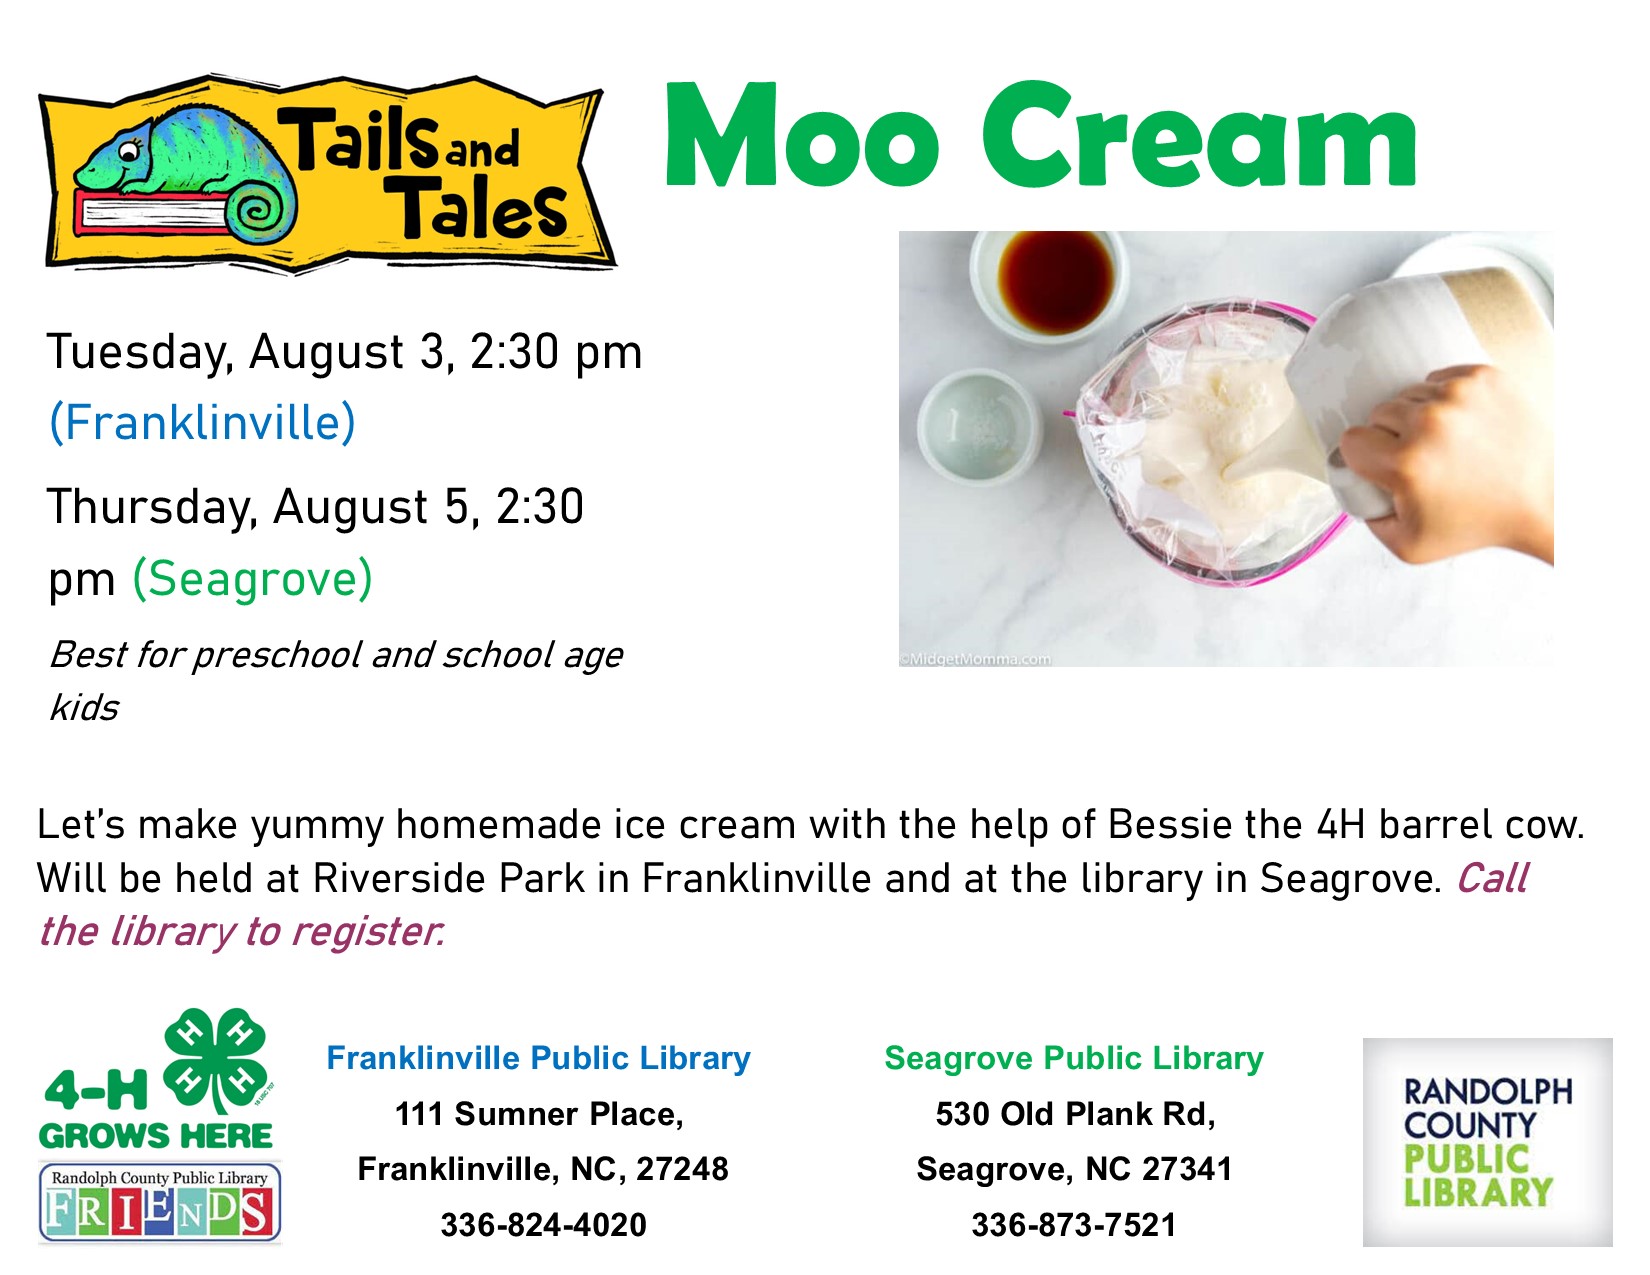 Tails and
Tales
Moo Cream
Tuesday, August 3, 2:30 pm
(Franklinville)
Thursday, August 5, 2:30
pm (Seagrove)
Best for preschool and school age
kids
©MidgetMomma.com
Let's make yummy homemade ice cream with the help of Bessie the 4H barrel cow.
Will be held at Riverside Park in Franklinville and at the library in Seagrove. Call
the library to register.
H H
H H
18 USC 707
4-H
GROWS HERE
Randolph County Public Library
FRIENDS
Franklinville Public Library
111 Sumner Place,
Franklinville, NC, 27248
336-824-4020
Seagrove Public Library
530 Old Plank Rd,
Seagrove, NC 27341
336-873-7521
RANDOLPH
COUNTY
PUBLIC
LIBRARY